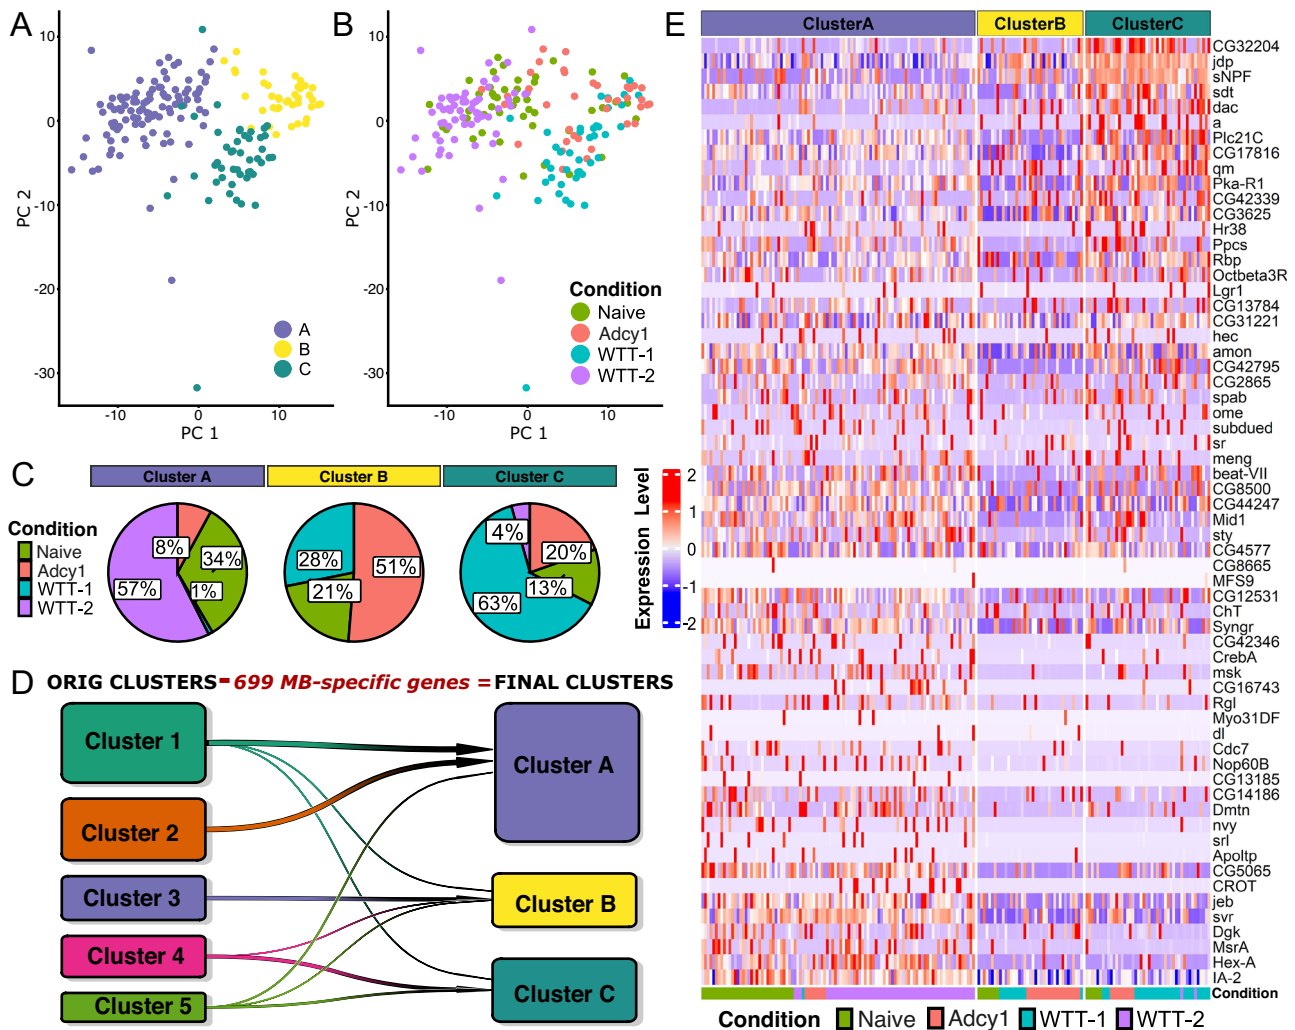 A
10
0
-10
-20
-30
PC 2
-10
0
10
PC 1
A
B
C
B
10
0
-10
-20
-30
PC 2
-10
0
10
PC 1
Condition
Naive
Adcy1
WTT-1
WTT-2
C
Cluster A
Cluster B
Cluster C
Condition
Naive
Adcy1
WTT-1
WTT-2
8%
34%
57%
1%
28%
51%
21%
4%
20%
13%
63%
D
ORIG CLUSTERS - 699 MB-specific genes = FINAL CLUSTERS
Cluster 1
Cluster 2
Cluster 3
Cluster 4
Cluster 5
Cluster A
Cluster B
Cluster C
E
ClusterA
ClusterB
ClusterC
Expression Level
2
1
0
-1
-2
CG32204
jdp
sNPF
sdt
dac
a
Plc21C
CG17816
qm
Pka-R1
CG42339
CG3625
Hr38
Ppcs
Rbp
Octbeta3R
Lgr1
CG13784
CG31221
hec
amon
CG42795
CG2865
spab
ome
subdued
sr
meng
beat-VII
CG8500
CG44247
Mid1
sty
CG4577
CG8665
MFS9
CG12531
ChT
Syngr
CG42346
CrebA
msk
CG16743
Rgl
Myo31DF
dl
Cdc7
Nop60B
CG13185
CG14186
Dmtn
nvy
srl
Apoltp
CG5065
CROT
jeb
svr
Dgk
MsrA
Hex-A
IA-2
Condition
Condition
Naive
Adcy1
WTT-1
WTT-2